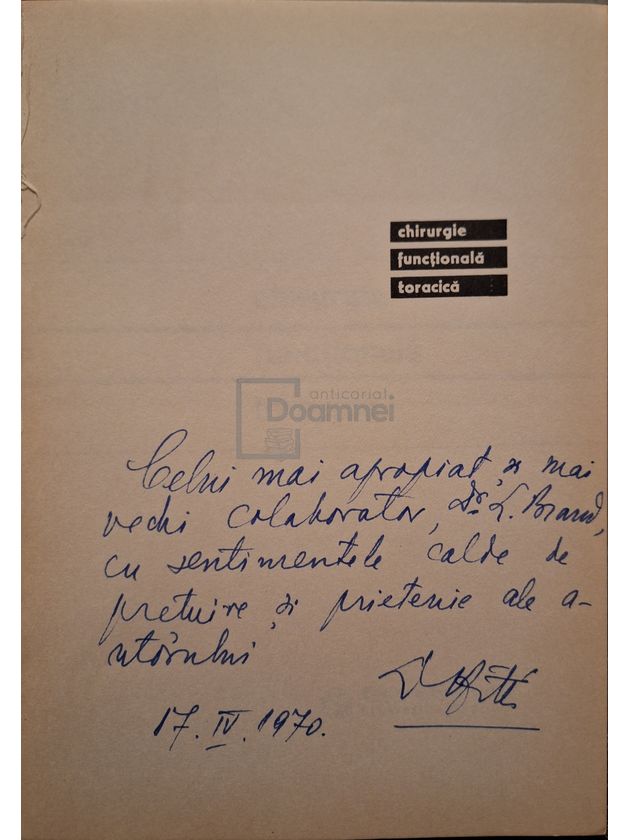 chirurgie
funcțională
toracică
anticariat
Doamnei
Celui mai apropiat, și mai
vechi colaborator, Dr. L.
cu sentimentele calde de
prețuire și prietenie ale a-
utorului
17. IV. 1970.